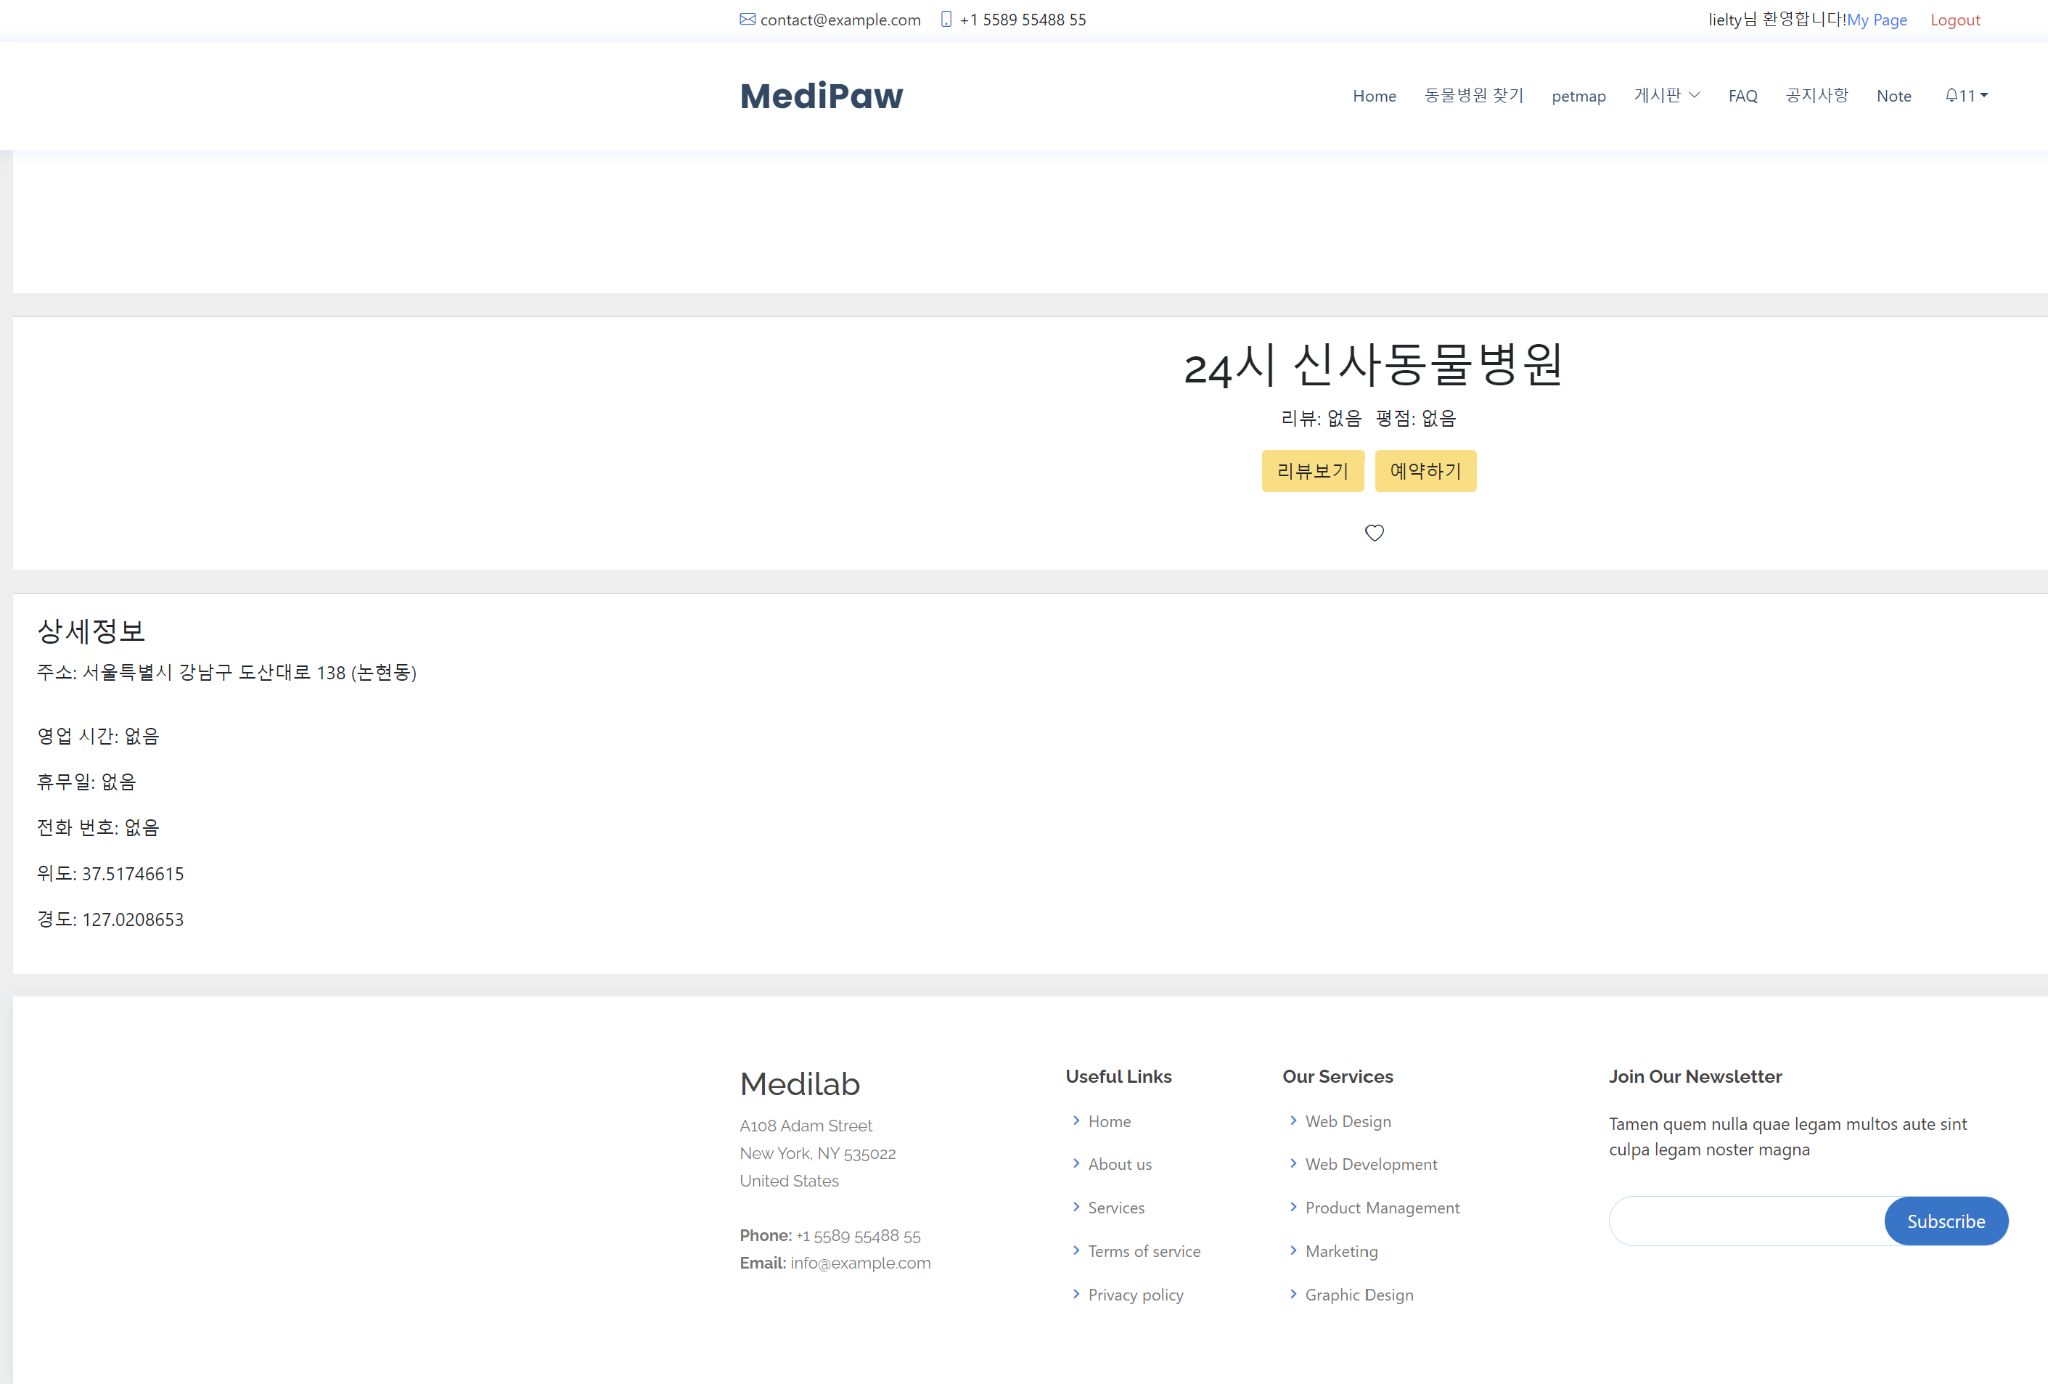 contact@example.com +1 5589 55488 55 lielty님 환영합니다!My Page Logout
MediPaw Home 동물병원 찾기 petmap 게시판 FAQ 공지사항 Note 11
24시 신사동물병원
리뷰: 없음 평점: 없음
리뷰보기 예약하기
상세정보
주소: 서울특별시 강남구 도산대로 138 (논현동)
영업 시간: 없음
휴무일: 없음
전화 번호: 없음
위도: 37.51746615
경도: 127.0208653
Medilab
A108 Adam Street
New York, NY 535022
United States
Phone: +1 5589 55488 55
Email: info@example.com
Useful Links
Home
About us
Services
Terms of service
Privacy policy
Our Services
Web Design
Web Development
Product Management
Marketing
Graphic Design
Join Our Newsletter
Tamen quem nulla quae legam multos aute sint
culpa legam noster magna
Subscribe